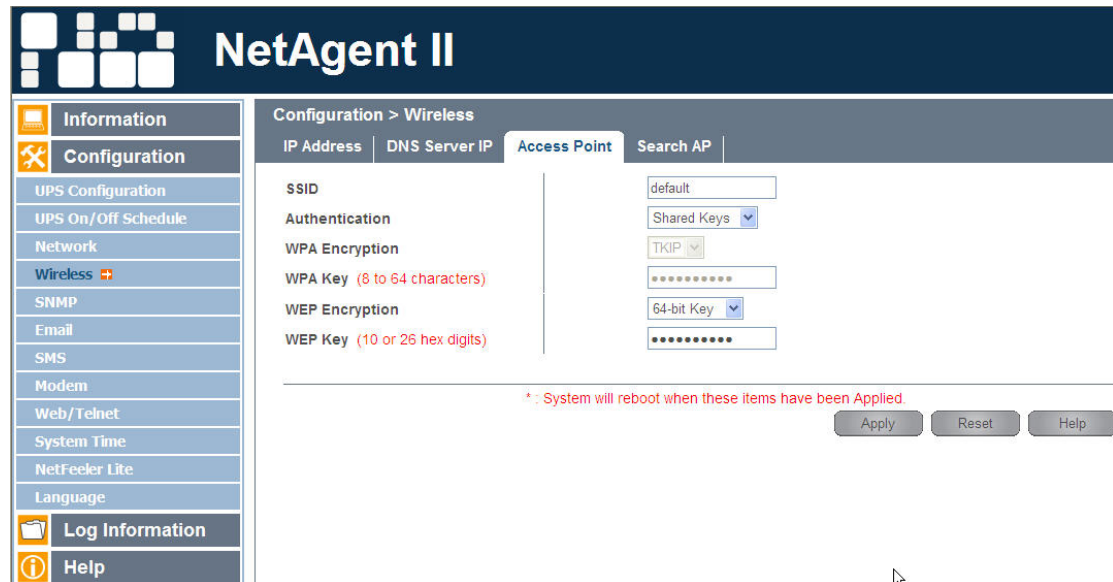 NetAgent II
Information
Configuration
UPS Configuration
UPS On/Off Schedule
Network
Wireless
SNMP
Email
SMS
Modem
Web/Telnet
System Time
NetFeeler Lite
Language
Log Information
Help
Configuration > Wireless
IP Address DNS Server IP Access Point Search AP
SSID default
Authentication Shared Keys
WPA Encryption TKIP
WPA Key (8 to 64 characters) ••••••••••
WEP Encryption 64-bit Key
WEP Key (10 or 26 hex digits) ••••••••••
* : System will reboot when these items have been Applied.
Apply Reset Help